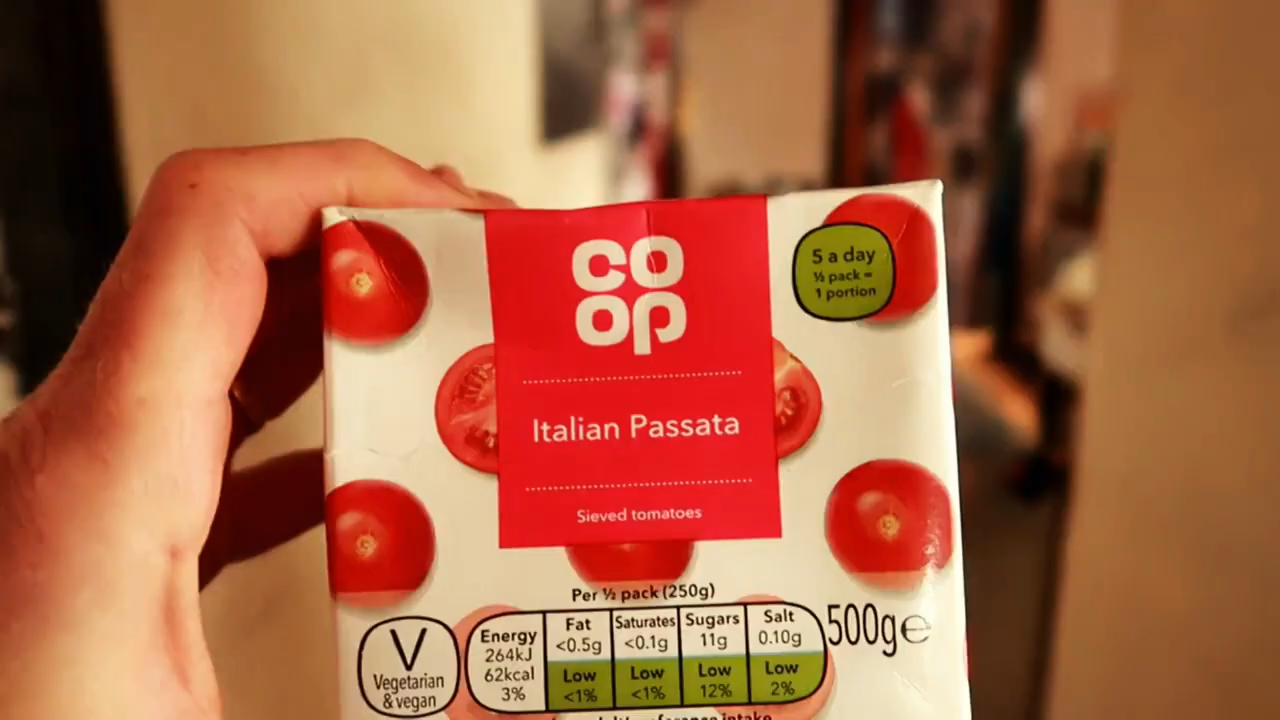 co
op
5 a day
½ pack =
1 portion
Italian Passata
Sieved tomatoes
Per ½ pack (250g)
V
Vegetarian
& vegan
Energy
264kJ
62kcal
3%
Fat
<0.5g
Low
<1%
Saturates
<0.1g
Low
<1%
Sugars
11g
Low
12%
Salt
0.10g
Low
2%
500g℮
reference intake